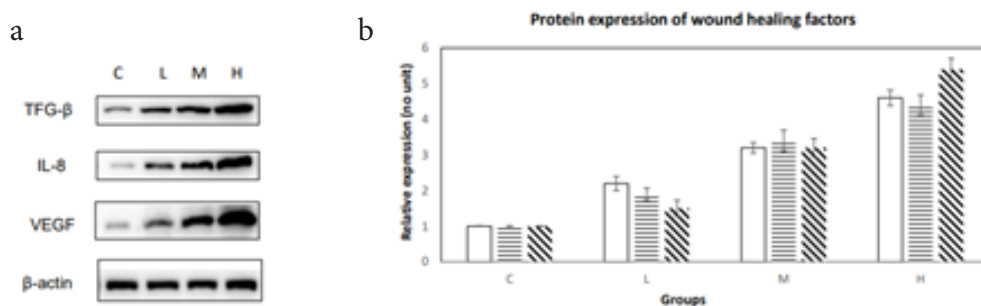 a
C L M H
TFG-β
IL-8
VEGF
β-actin
b
Protein expression of wound healing factors
Relative expression (no unit)
6
5
4
3
2
1
0
C L M H
Groups